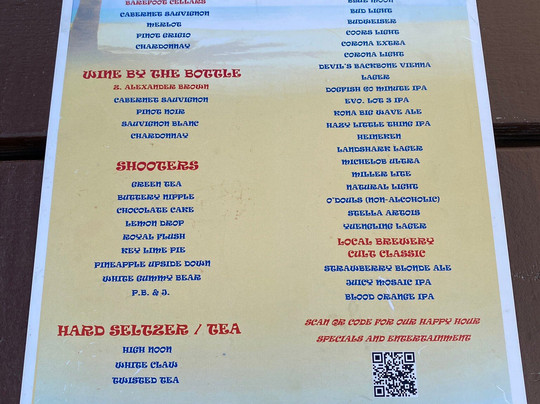 BAREFOOT CELLARS
CABERNET SAUVIGNON
MERLOT
PINOT GRIGIO
CHARDONNAY
WINE BY THE BOTTLE
Z. ALEXANDER BROWN
CABERNET SAUVIGNON
PINOT NOIR
SAUVIGNON BLANC
CHARDONNAY
SHOOTERS
GREEN TEA
BUTTERY NIPPLE
CHOCOLATE CAKE
LEMON DROP
ROYAL FLUSH
KEY LIME PIE
PINEAPPLE UPSIDE DOWN
WHITE GUMMY BEAR
P.B. & J.
HARD SELTZER / TEA
HIGH NOON
WHITE CLAW
TWISTED TEA
BLUE MOON
BUD LIGHT
BUDWEISER
COORS LIGHT
CORONA EXTRA
CORONA LIGHT
DEVIL'S BACKBONE VIENNA
LAGER
DOGFISH 60 MINUTE IPA
EVO. LOT 3 IPA
KONA BIG WAVE ALE
HAZY LITTLE THING IPA
HEINEKEN
LANDSHARK LAGER
MICHELOB ULTRA
MILLER LITE
NATURAL LIGHT
O'DOULS (NON-ALCOHOLIC)
STELLA ARTOIS
YUENGLING LAGER
LOCAL BREWERY
CULT CLASSIC
STRAWBERRY BLONDE ALE
JUICY MOSAIC IPA
BLOOD ORANGE IPA
SCAN QR CODE FOR OUR HAPPY HOUR
SPECIALS AND ENTERTAINMENT